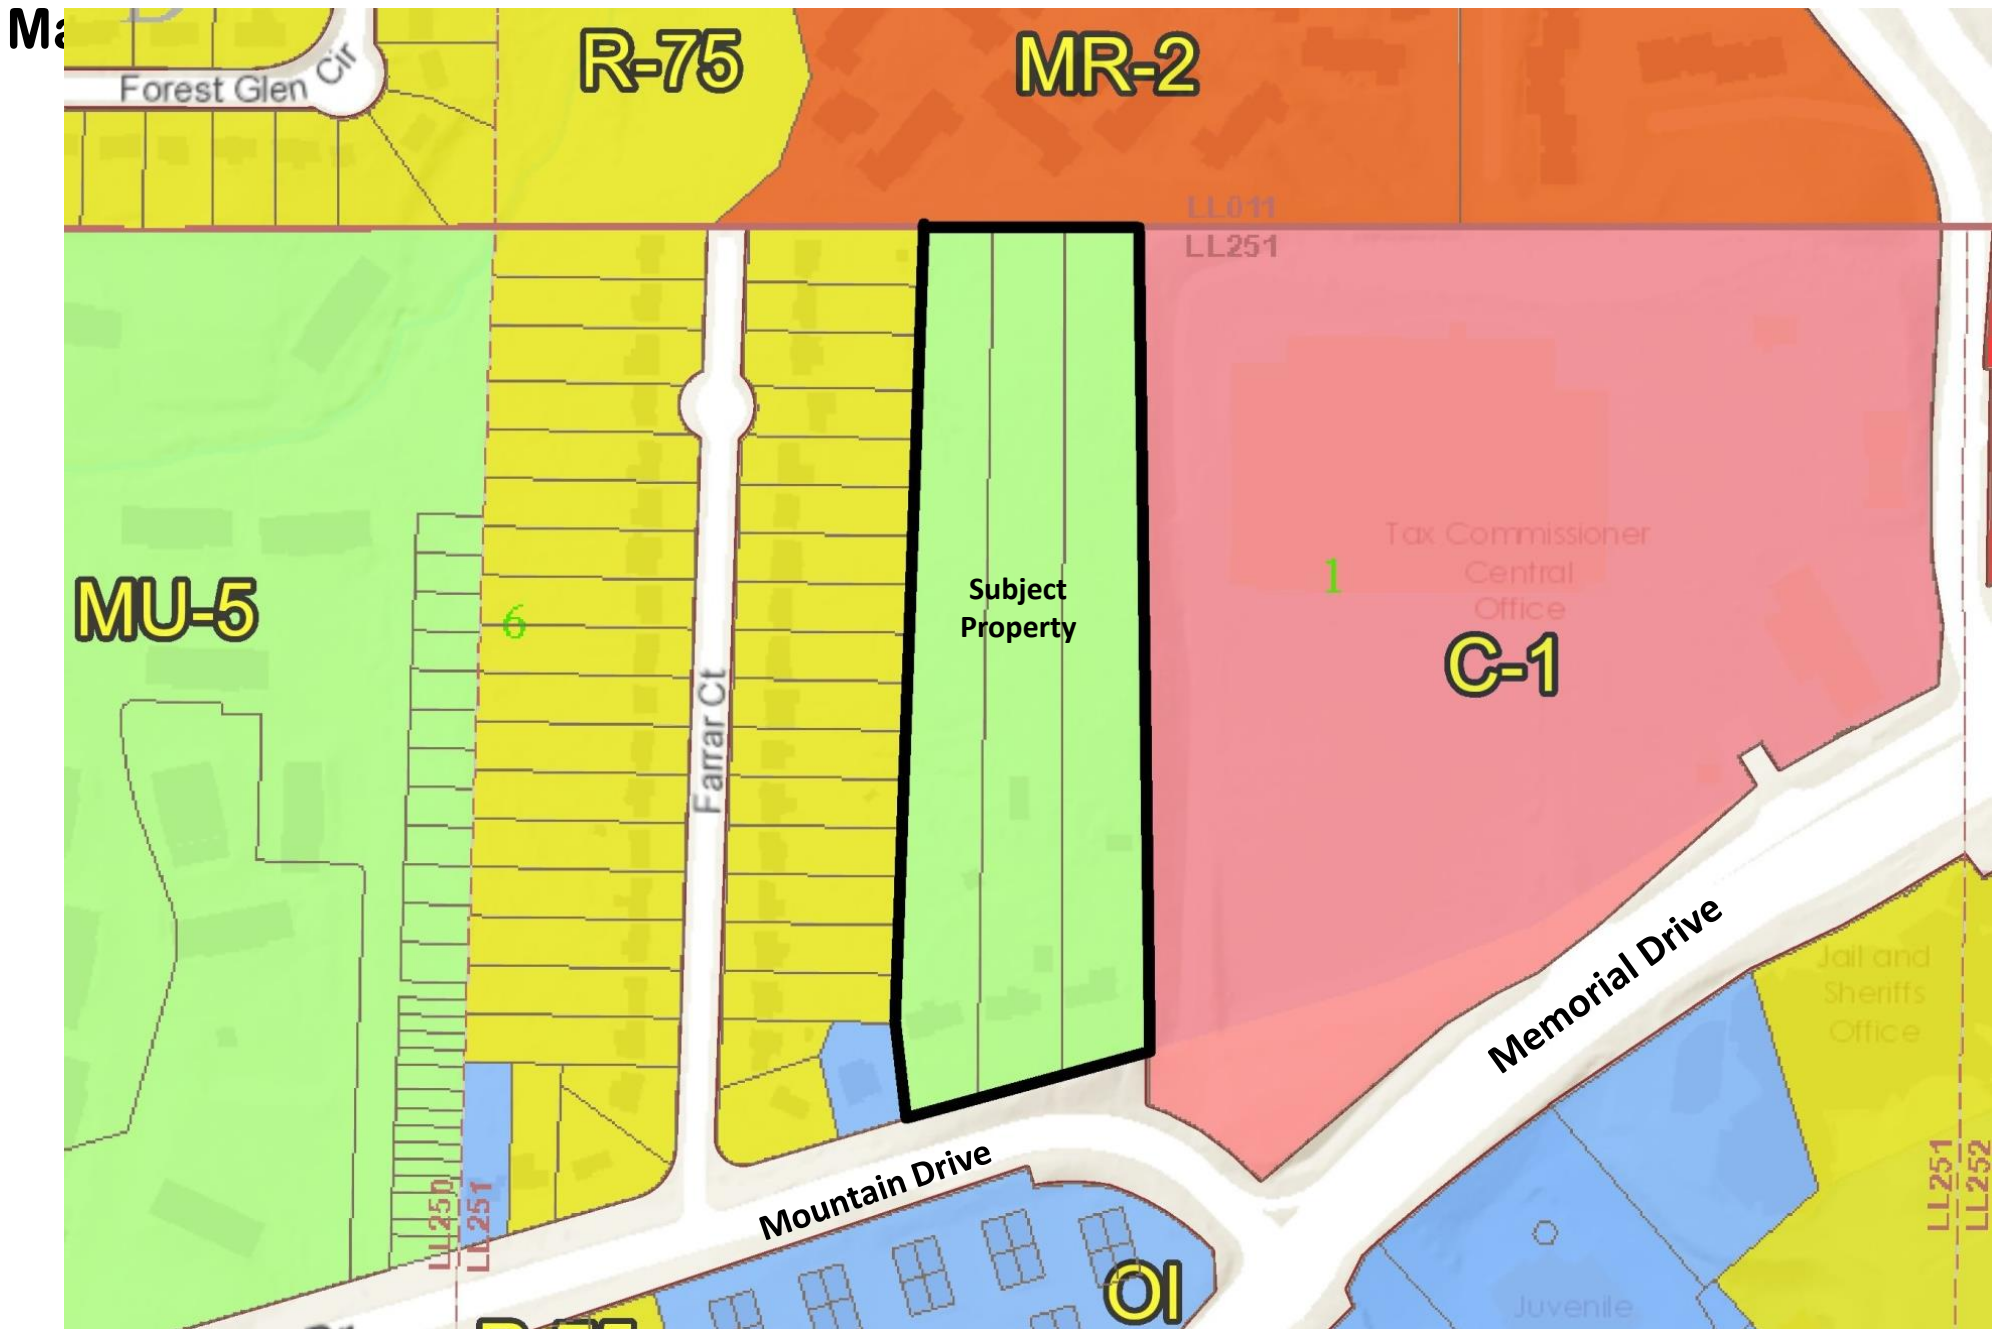 Ma
R-75
MR-2
Forest Glen Cir
LL011
LL251
Subject
Property
Tax Commissioner
Central
Office
1
C-1
MU-5
6
Farrar Ct
Memorial Drive
Jail and
Sheriffs
Office
Mountain Drive
LL250
LL251
LL251
LL252
OI
Juvenile